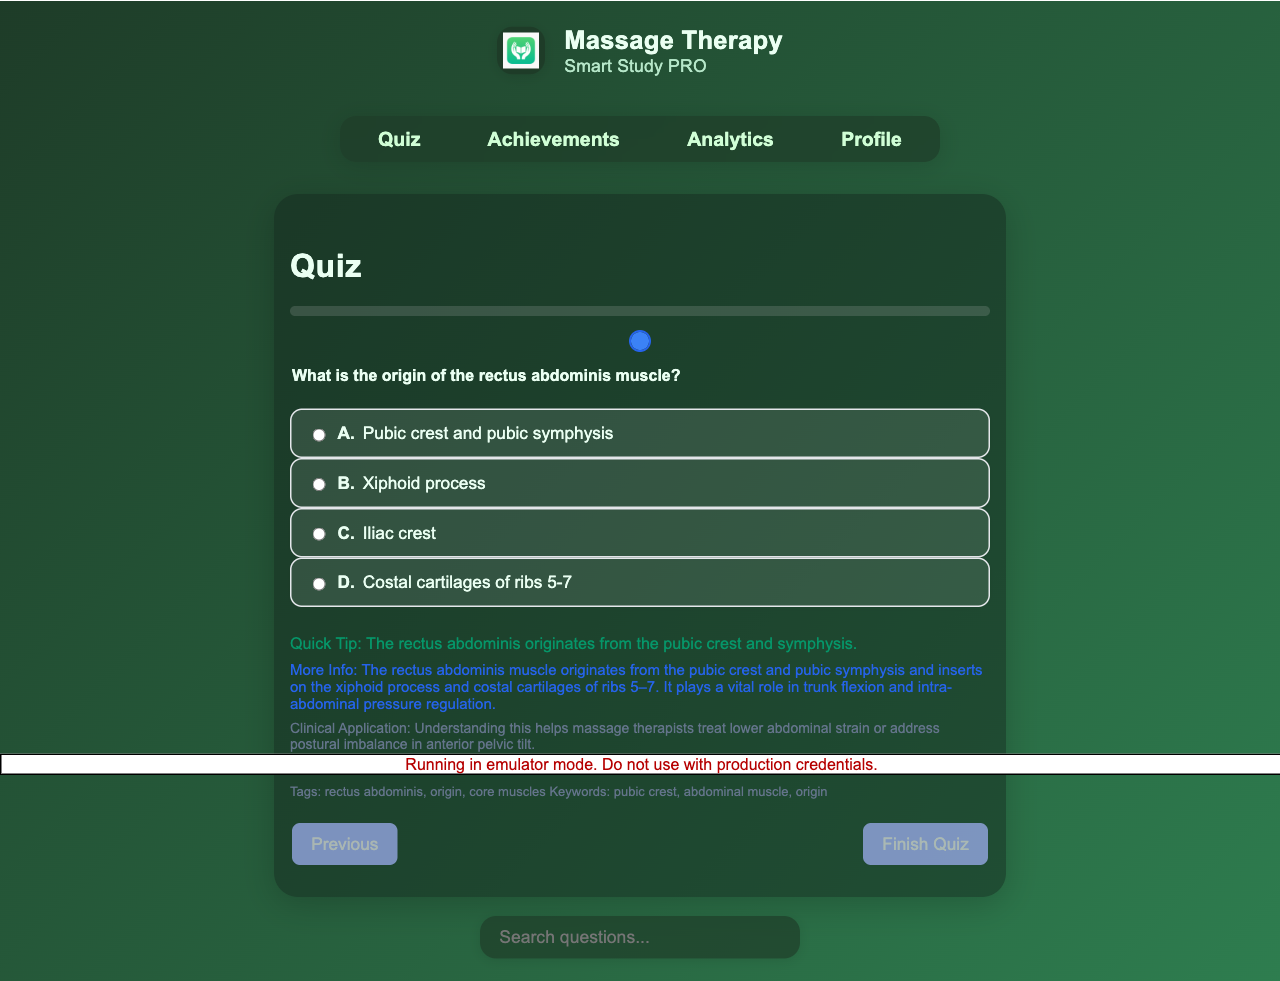 Massage Therapy
Smart Study PRO
Quiz Achievements Analytics Profile
Quiz
What is the origin of the rectus abdominis muscle?
A. Pubic crest and pubic symphysis
B. Xiphoid process
C. Iliac crest
D. Costal cartilages of ribs 5-7
Quick Tip: The rectus abdominis originates from the pubic crest and symphysis.
More Info: The rectus abdominis muscle originates from the pubic crest and pubic symphysis and inserts
on the xiphoid process and costal cartilages of ribs 5–7. It plays a vital role in trunk flexion and intra-
abdominal pressure regulation.
Clinical Application: Understanding this helps massage therapists treat lower abdominal strain or address
postural imbalance in anterior pelvic tilt.
Running in emulator mode. Do not use with production credentials.
Tags: rectus abdominis, origin, core muscles Keywords: pubic crest, abdominal muscle, origin
Previous Finish Quiz
Search questions...